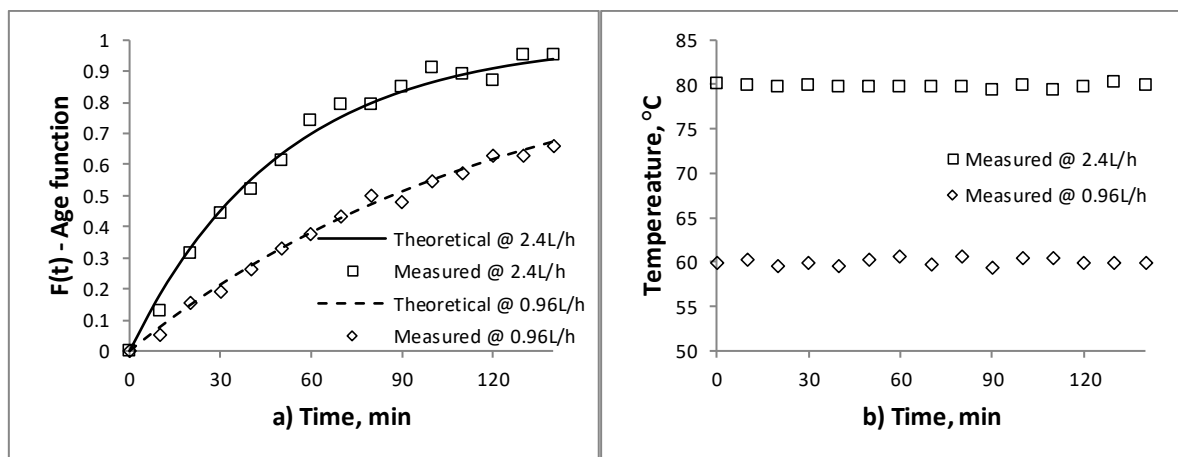 1
0.9
0.8
0.7
0.6
0.5
0.4
0.3
0.2
0.1
0
F(t) - Age function
0 30 60 90 120
a) Time, min
Theoretical @ 2.4L/h
Measured @ 2.4L/h
Theoretical @ 0.96L/h
Measured @ 0.96L/h
85
80
75
70
65
60
55
50
Tempereature, °C
0 30 60 90 120
b) Time, min
Measured @ 2.4L/h
Measured @ 0.96L/h